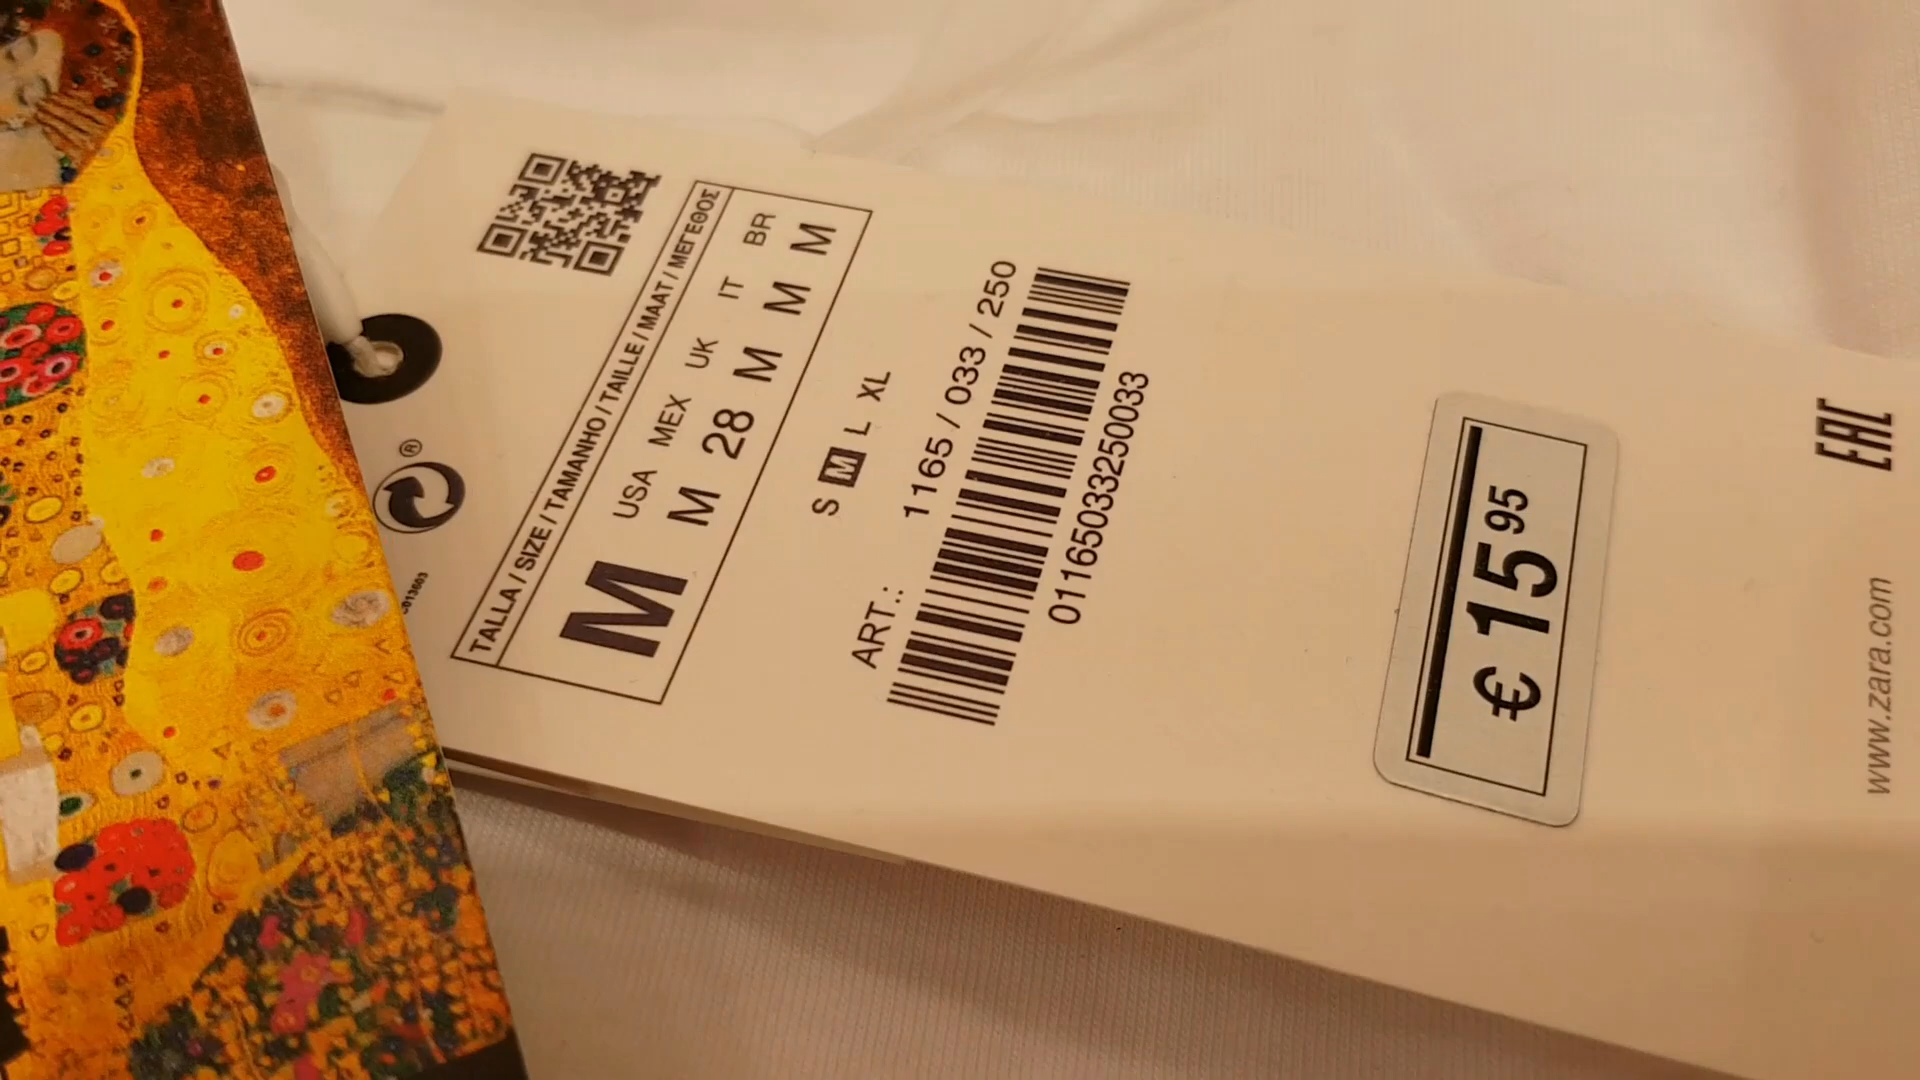 ®
TALLA / SIZE / TAMANHO / TAILLE / MAAT / ΜΕΓΕΘΟΣ
USA MEX UK IT BR
M M 28 M M M
S M L XL
ART.: 1165 / 033 / 250
01165033250033
€ 15 95
EAC
www.zara.com